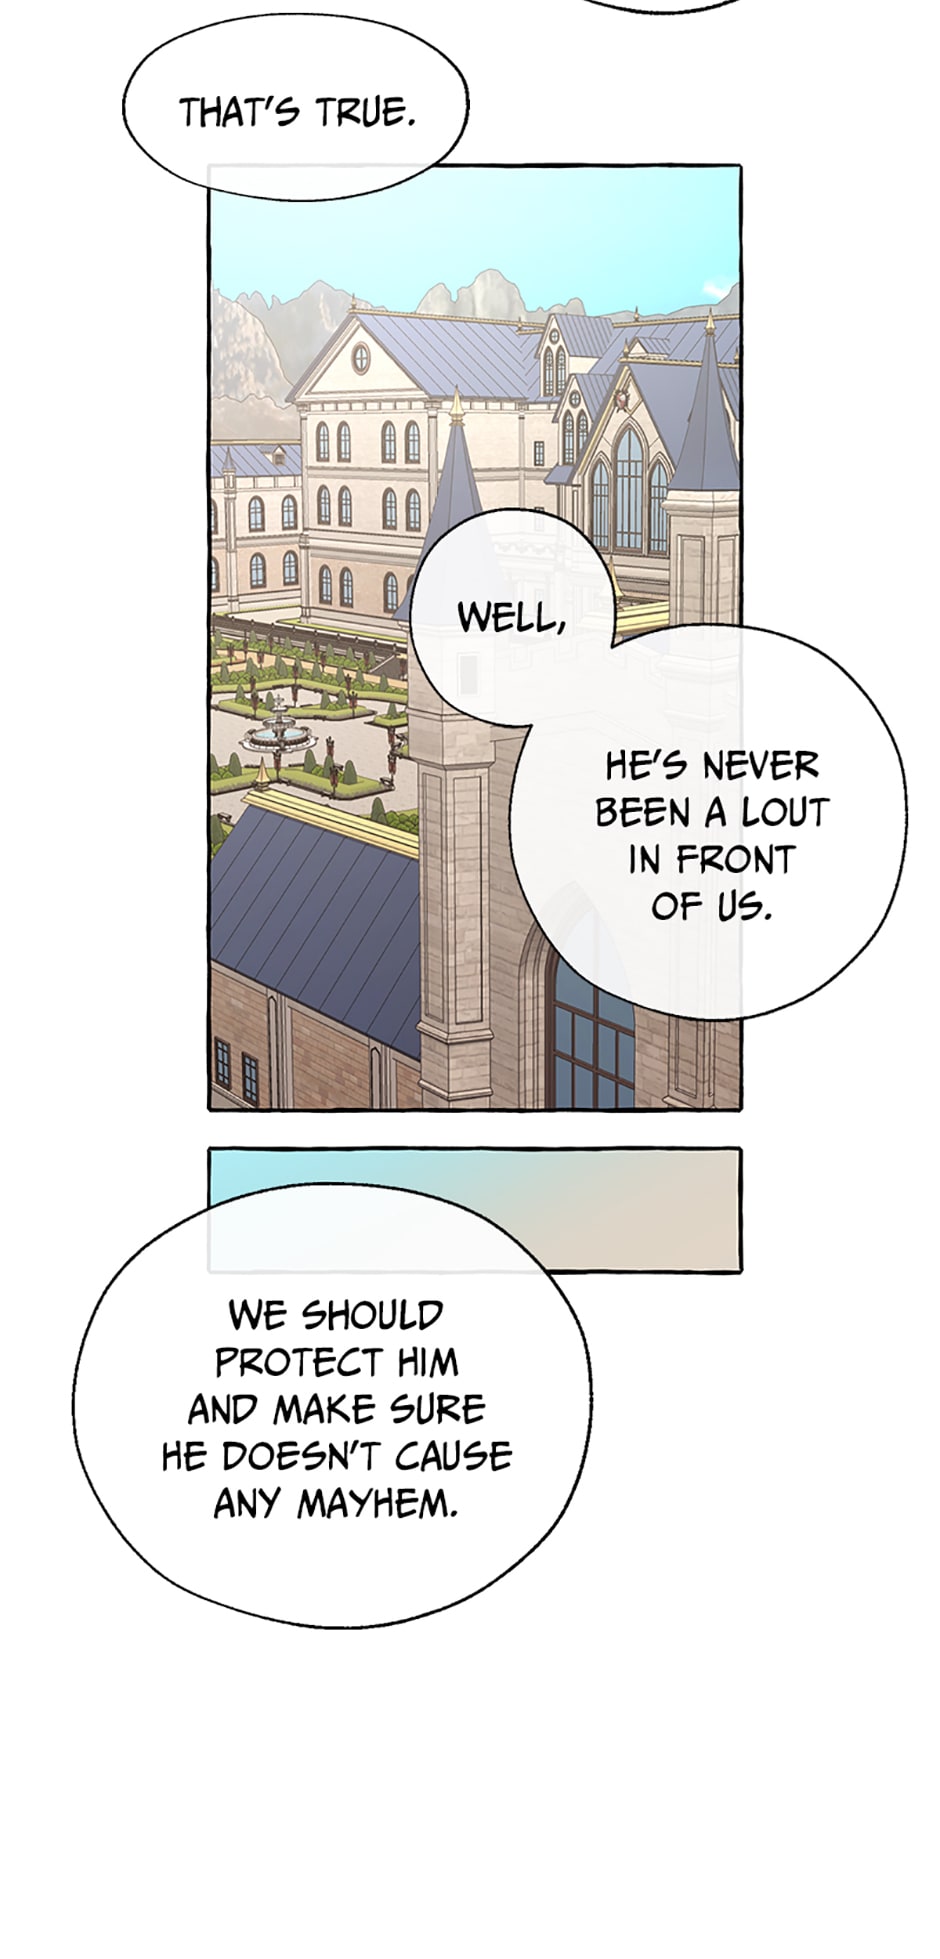 THAT'S TRUE.
WELL,
HE'S NEVER
BEEN A LOUT
IN FRONT
OF US.
WE SHOULD
PROTECT HIM
AND MAKE SURE
HE DOESN'T CAUSE
ANY MAYHEM.